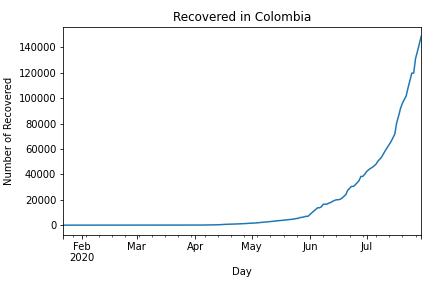 Recovered in Colombia
Number of Recovered
140000
120000
100000
80000
60000
40000
20000
0
Feb
2020
Mar
Apr
May
Jun
Jul
Day